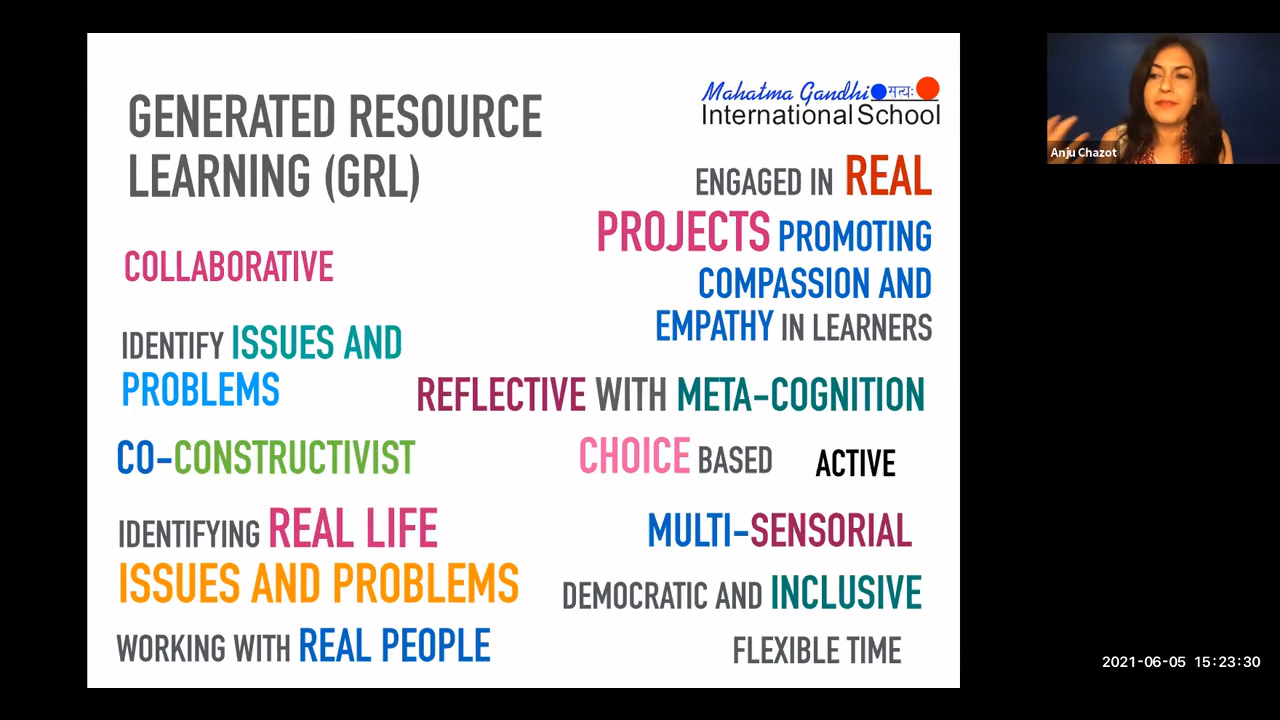 GENERATED RESOURCE
LEARNING (GRL)
Mahatma Gandhi सत्यः
International School
ENGAGED IN REAL
PROJECTS PROMOTING
COMPASSION AND
EMPATHY IN LEARNERS
COLLABORATIVE
IDENTIFY ISSUES AND
PROBLEMS
REFLECTIVE WITH META-COGNITION
CO-CONSTRUCTIVIST
CHOICE BASED
ACTIVE
IDENTIFYING REAL LIFE
ISSUES AND PROBLEMS
MULTI-SENSORIAL
DEMOCRATIC AND INCLUSIVE
WORKING WITH REAL PEOPLE
FLEXIBLE TIME
Anju Chazot
2021-06-05 15:23:30